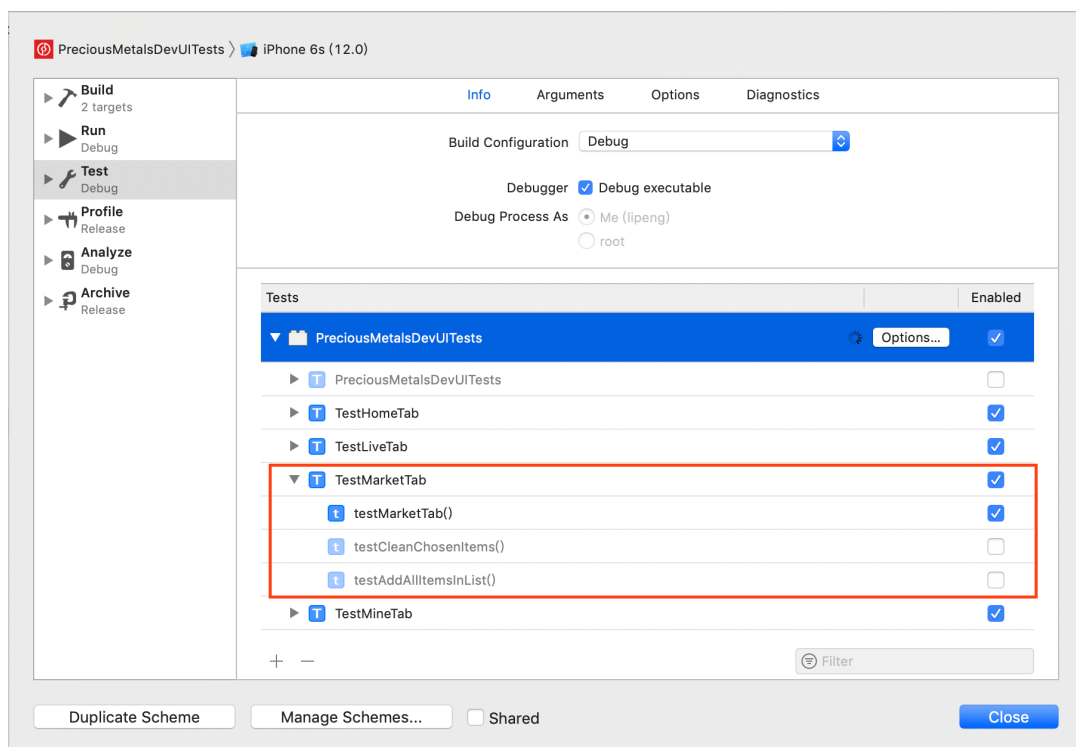 PreciousMetalsDevUITests 〉 iPhone 6s (12.0)
Build
2 targets
Run
Debug
Test
Debug
Profile
Release
Analyze
Debug
Archive
Release
Info Arguments Options Diagnostics
Build Configuration Debug
Debugger Debug executable
Debug Process As Me (lipeng)
root
Tests Enabled
PreciousMetalsDevUITests Options...
T PreciousMetalsDevUITests
T TestHomeTab
T TestLiveTab
T TestMarketTab
t testMarketTab()
t testCleanChosenItems()
t testAddAllItemsInList()
T TestMineTab
+ − Filter
Duplicate Scheme Manage Schemes... Shared Close